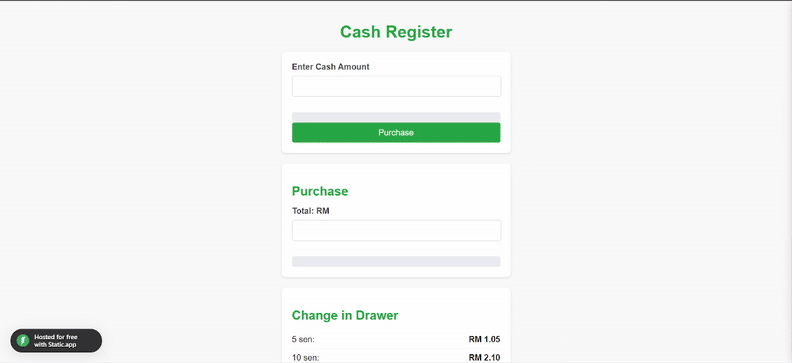 Cash Register
Enter Cash Amount
Purchase
Purchase
Total: RM
Change in Drawer
5 sen: RM 1.05
10 sen: RM 2.10
Hosted for free
with Static.app